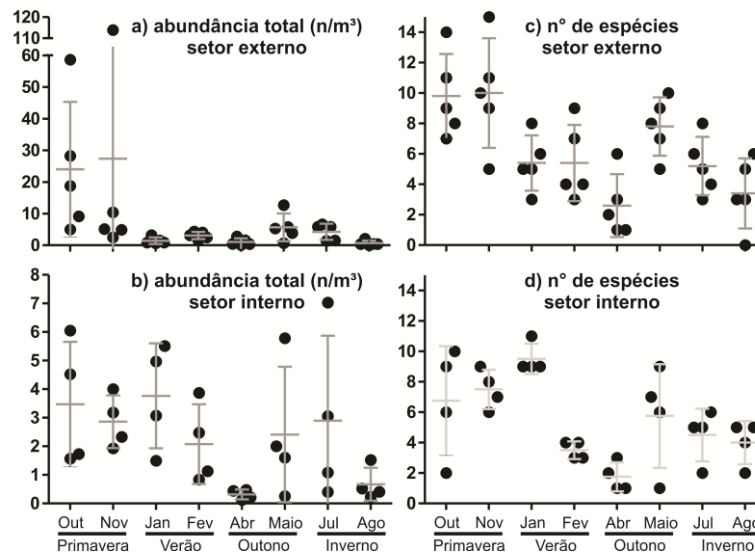 a) abundância total (n/m³)
setor externo
120
110
60
50
40
30
20
10
0
c) n° de espécies
setor externo
14
12
10
8
6
4
2
0
b) abundância total (n/m³)
setor interno
8
7
6
5
4
3
2
1
0
d) n° de espécies
setor interno
14
12
10
8
6
4
2
0
Out Nov Jan Fev Abr Maio Jul Ago
Primavera Verão Outono Inverno
Out Nov Jan Fev Abr Maio Jul Ago
Primavera Verão Outono Inverno